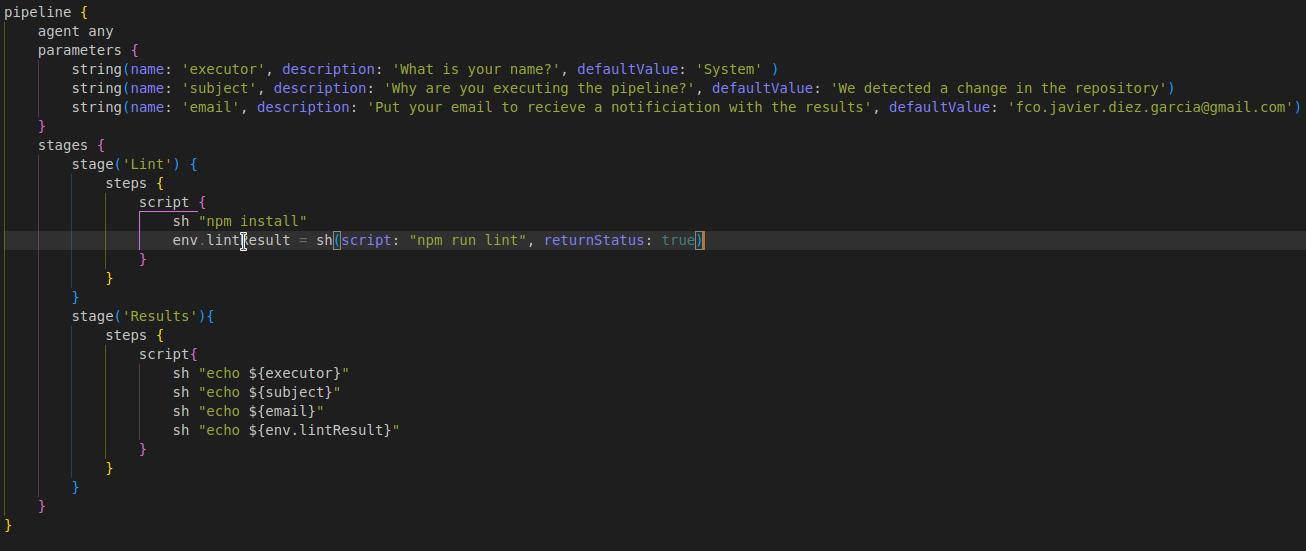 pipeline {
    agent any
    parameters {
        string(name: 'executor', description: 'What is your name?', defaultValue: 'System' )
        string(name: 'subject', description: 'Why are you executing the pipeline?', defaultValue: 'We detected a change in the repository')
        string(name: 'email', description: 'Put your email to recieve a notificiation with the results', defaultValue: 'fco.javier.diez.garcia@gmail.com')
    }
    stages {
        stage('Lint') {
            steps {
                script {
                    sh "npm install"
                    env.lintResult = sh(script: "npm run lint", returnStatus: true)
                }
            }
        }
        stage('Results'){
            steps {
                script{
                    sh "echo ${executor}"
                    sh "echo ${subject}"
                    sh "echo ${email}"
                    sh "echo ${env.lintResult}"
                }
            }
        }
    }
}